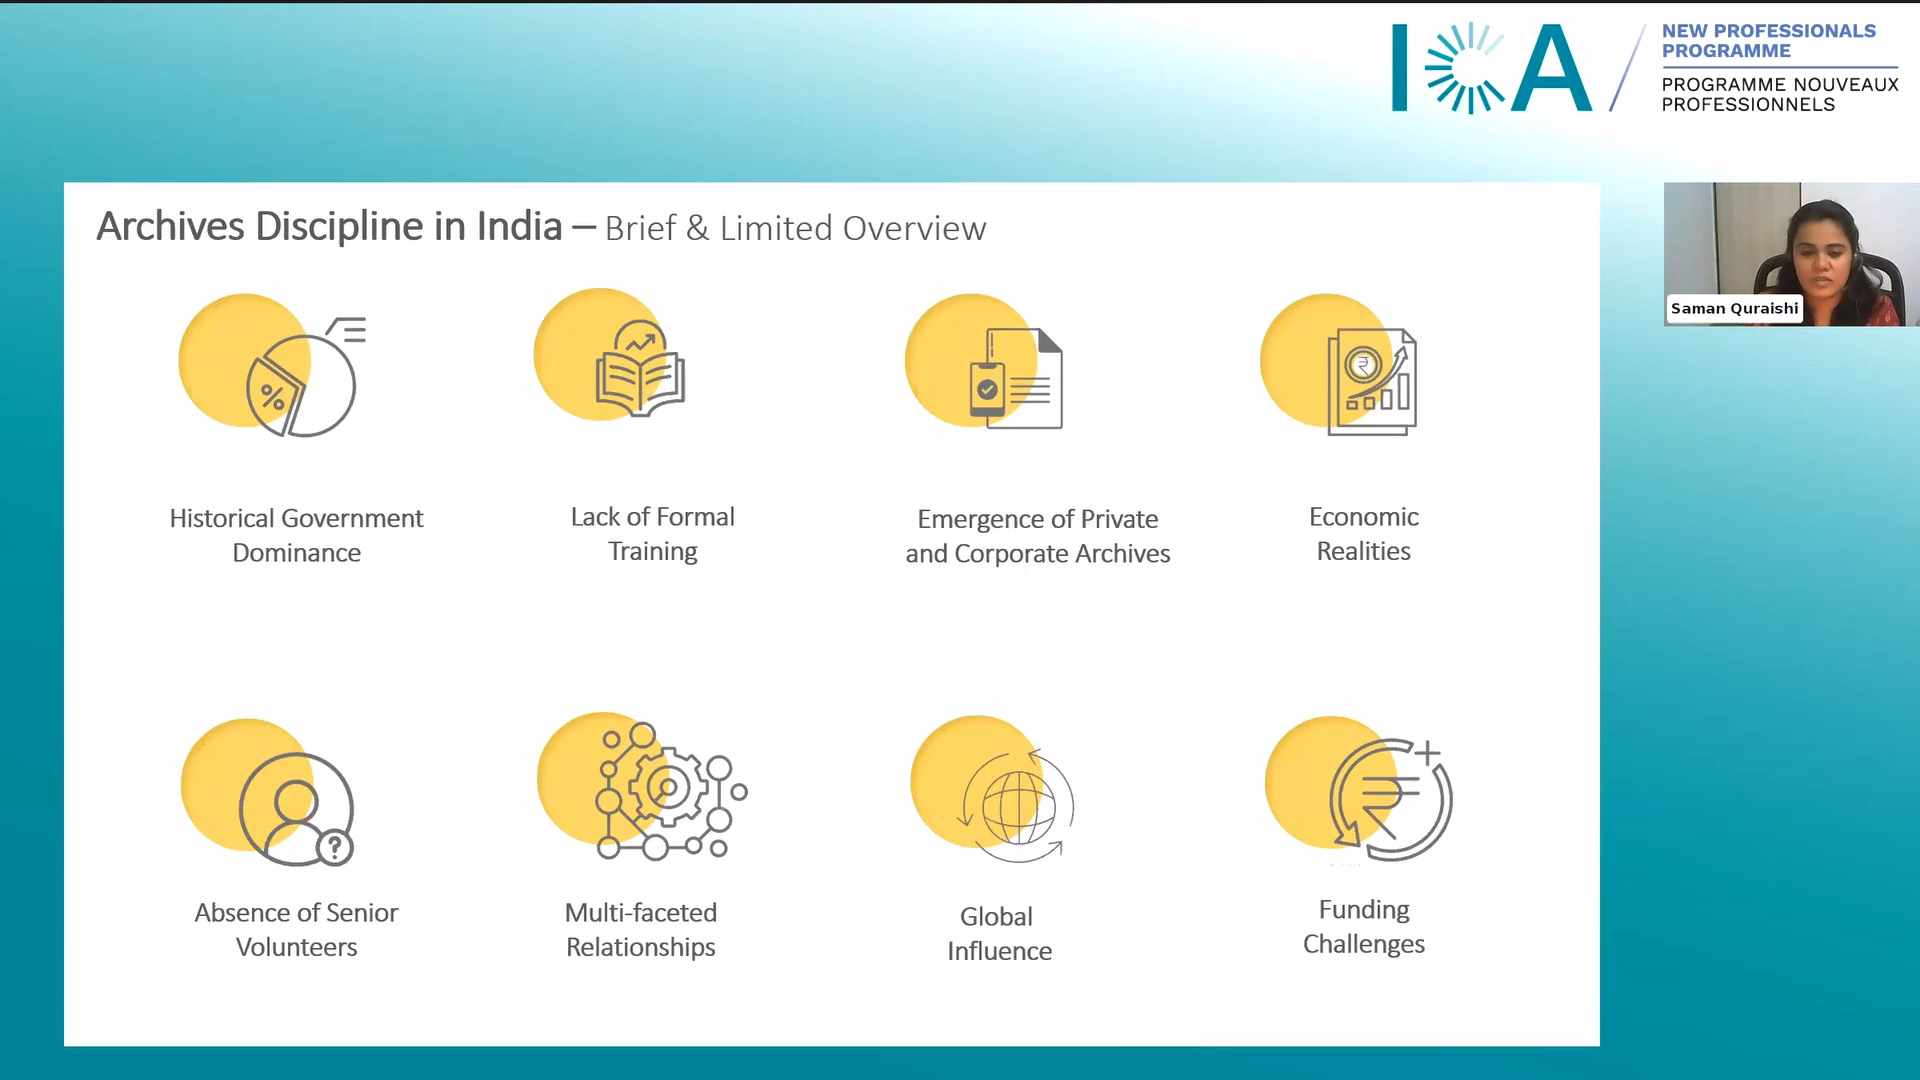 ICA
NEW PROFESSIONALS
PROGRAMME
PROGRAMME NOUVEAUX
PROFESSIONNELS
Archives Discipline in India – Brief & Limited Overview
Saman Quraishi
%
₹
Historical Government
Dominance
Lack of Formal
Training
Emergence of Private
and Corporate Archives
Economic
Realities
?
₹
Absence of Senior
Volunteers
Multi-faceted
Relationships
Global
Influence
Funding
Challenges